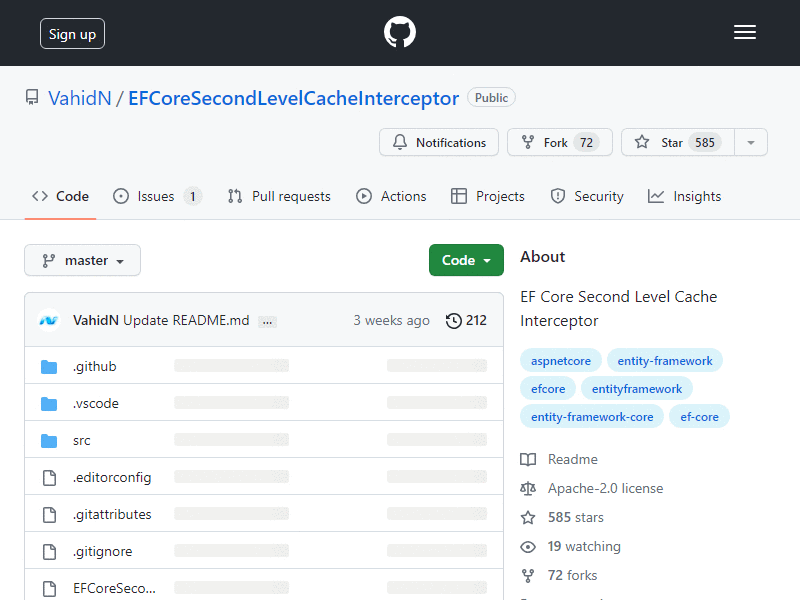 Sign up
VahidN / EFCoreSecondLevelCacheInterceptor Public
Notifications Fork 72 Star 585
Code Issues 1 Pull requests Actions Projects Security Insights
master Code
VahidN Update README.md ... 3 weeks ago 212
.github
.vscode
src
.editorconfig
.gitattributes
.gitignore
EFCoreSeco...
About
EF Core Second Level Cache
Interceptor
aspnetcore entity-framework
efcore entityframework
entity-framework-core ef-core
Readme
Apache-2.0 license
585 stars
19 watching
72 forks